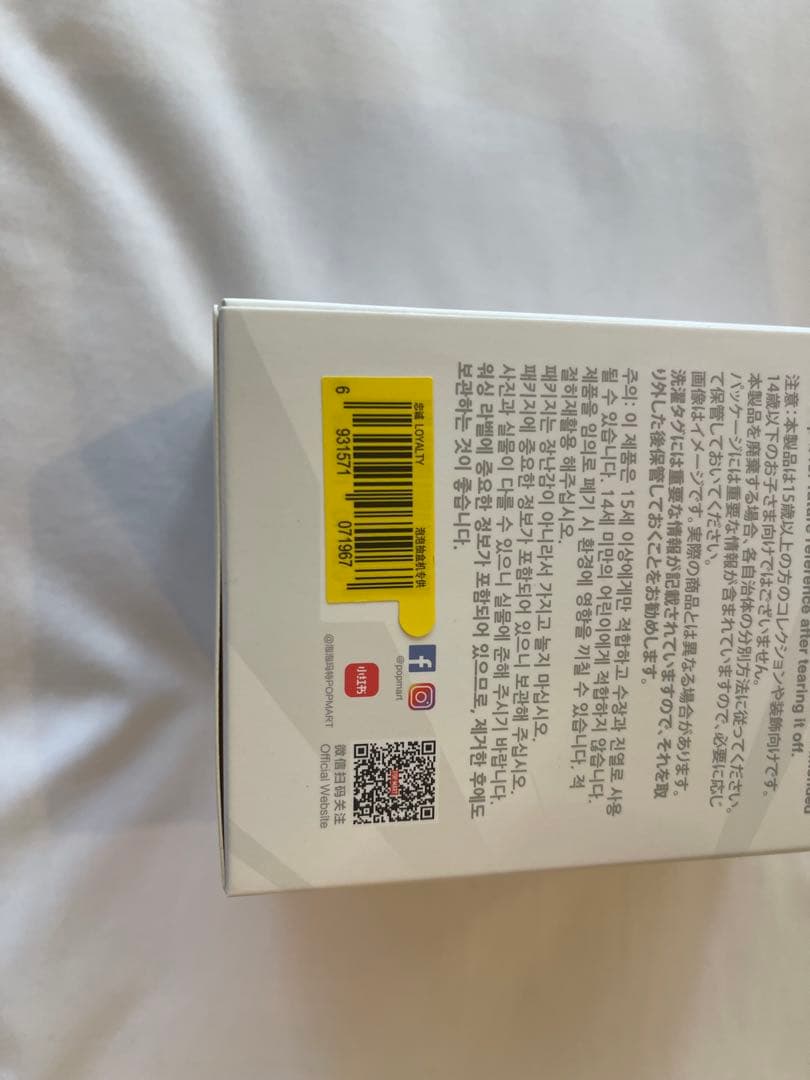 reference after tearing it off.
注意：本製品は15歳以上の方のコレクションや装飾向けです。
14歳以下のお子さま向けではございません。
本製品を廃棄する場合、各自治体の分別方法に従ってください。
パッケージには重要な情報が含まれていますので、必要に応じ
て保管しておいてください。
画像はイメージです。実際の商品とは異なる場合があります。
洗濯タグには重要な情報が記載されていますので、それを取
り外した後保管しておくことをお勧めします。
주의: 이 제품은 15세 이상에게만 적합하고 수장과 진열로 사용
될 수 있습니다. 14세 미만의 어린이에게 적합하지 않습니다.
제품을 임의로 폐기 시 환경에 영향을 끼칠 수 있습니다, 적
절히재활용 해주십시오.
패키지는 장난감이 아니라서 가지고 놀지 마십시오.
패키지에 중요한 정보가 포함되어 있으니 보관해 주십시오.
사진과 실물이 다를 수 있으니 실물에 준해 주시기 바랍니다.
워싱 라벨에 중요한 정보가 포함되어 있으므로, 제거한 후에도
보관하는 것이 좋습니다.
忠诚 LOYALTY
泡泡抽盒机专供
6 931571 071967
@popmart
小红书
@泡泡玛特POPMART
POP MART
微信扫码关注
Official Website